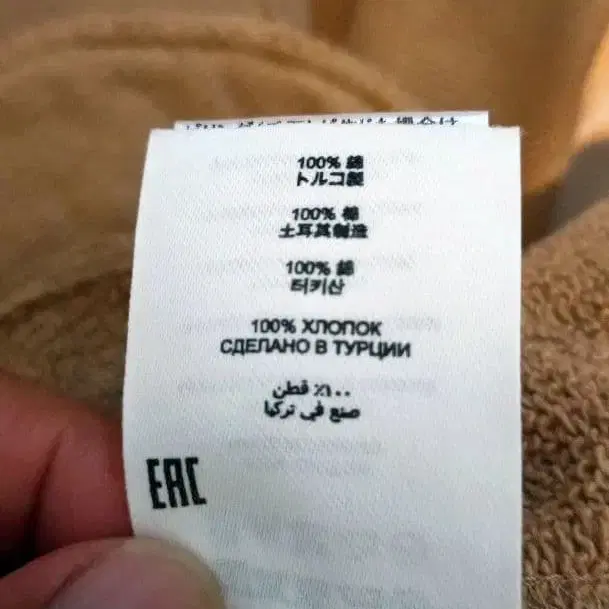 100% 綿
トルコ製
100% 棉
土耳其制造
100% 綿
터키산
100% ХЛОПОК
СДЕЛАНО В ТУРЦИИ
٪١٠٠ قطن
صنع في تركيا
EAC